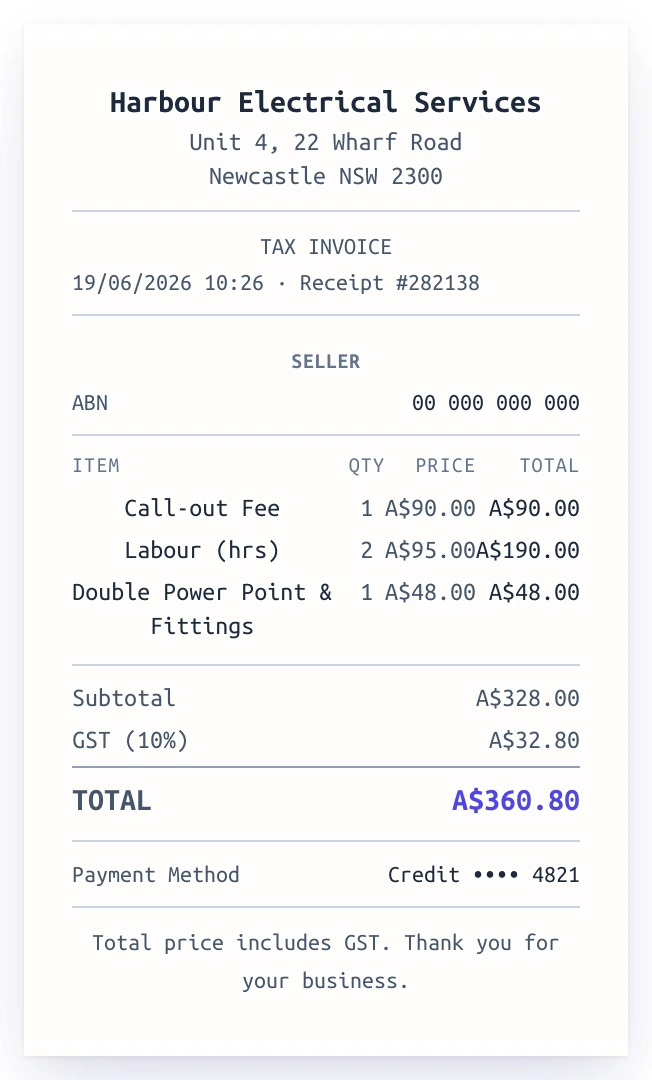 Harbour Electrical Services
Unit 4, 22 Wharf Road
Newcastle NSW 2300
TAX INVOICE
19/06/2026 10:26 · Receipt #282138
SELLER
ABN 00 000 000 000
ITEM QTY PRICE TOTAL
Call-out Fee 1 A$90.00 A$90.00
Labour (hrs) 2 A$95.00 A$190.00
Double Power Point & 1 A$48.00 A$48.00
Fittings
Subtotal A$328.00
GST (10%) A$32.80
TOTAL A$360.80
Payment Method Credit •••• 4821
Total price includes GST. Thank you for
your business.